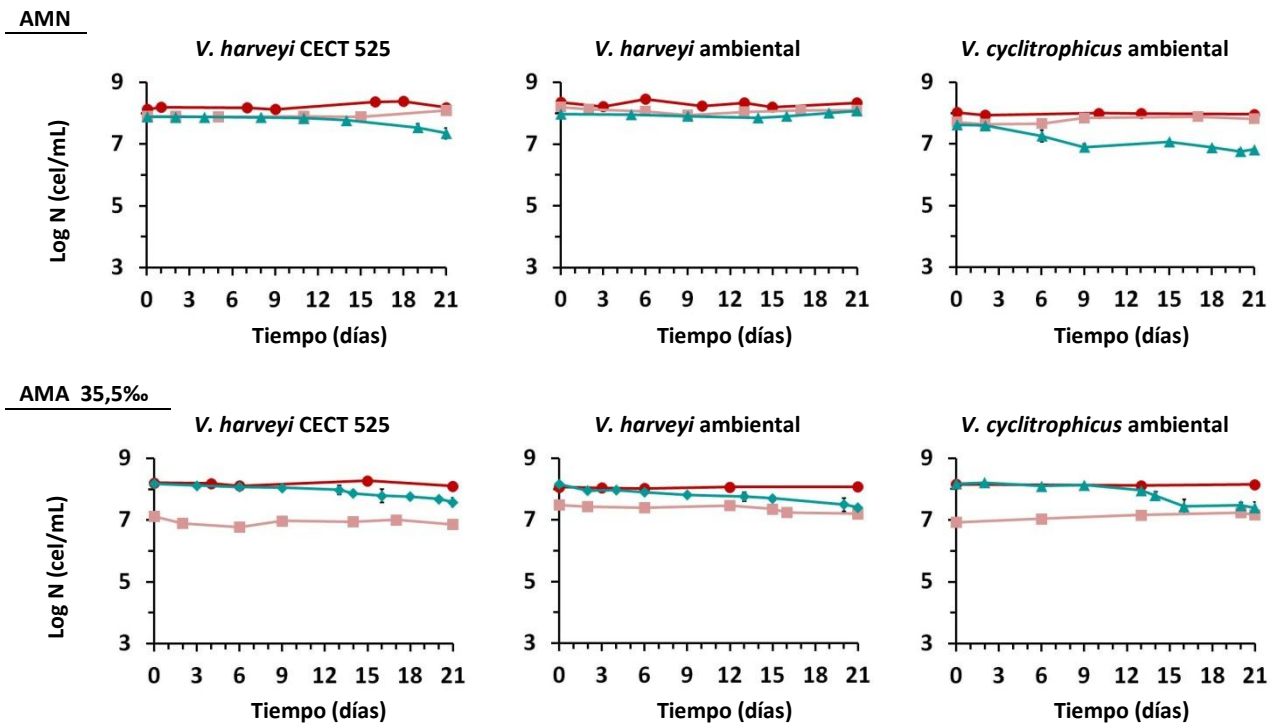 AMN
V. harveyi CECT 525
V. harveyi ambiental
V. cyclitrophicus ambiental
Log N (cel/mL)
9
7
5
3
0 3 6 9 12 15 18 21
Tiempo (días)
9
7
5
3
0 3 6 9 12 15 18 21
Tiempo (días)
9
7
5
3
0 3 6 9 12 15 18 21
Tiempo (días)
AMA 35,5‰
V. harveyi CECT 525
V. harveyi ambiental
V. cyclitrophicus ambiental
Log N (cel/mL)
9
7
5
3
0 3 6 9 12 15 18 21
Tiempo (días)
9
7
5
3
0 3 6 9 12 15 18 21
Tiempo (días)
9
7
5
3
0 3 6 9 12 15 18 21
Tiempo (días)